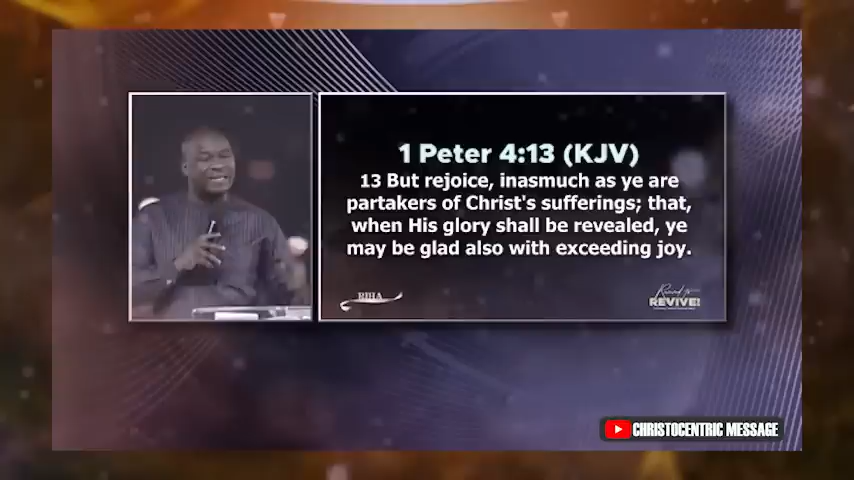 1 Peter 4:13 (KJV)
13 But rejoice, inasmuch as ye are
partakers of Christ's sufferings; that,
when His glory shall be revealed, ye
may be glad also with exceeding joy.
REVIVE!
CHRISTOCENTRIC MESSAGE